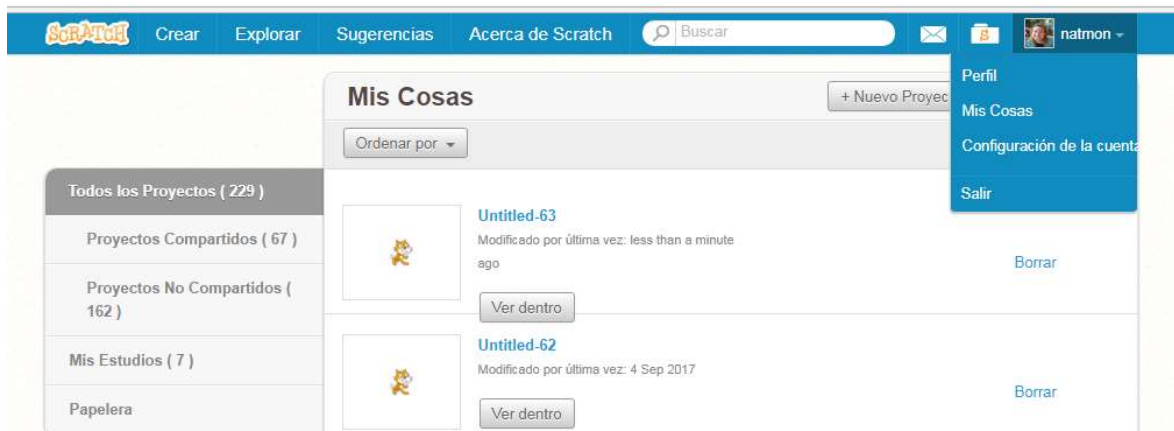 SCRATCH Crear Explorar Sugerencias Acerca de Scratch Buscar natmon
Perfil
Mis Cosas
Configuración de la cuenta
Salir
Mis Cosas
+ Nuevo Proyec
Ordenar por
Todos los Proyectos ( 229 )
Proyectos Compartidos ( 67 )
Proyectos No Compartidos (
162 )
Mis Estudios ( 7 )
Papelera
Untitled-63
Modificado por última vez: less than a minute
ago
Ver dentro
Borrar
Untitled-62
Modificado por última vez: 4 Sep 2017
Ver dentro
Borrar